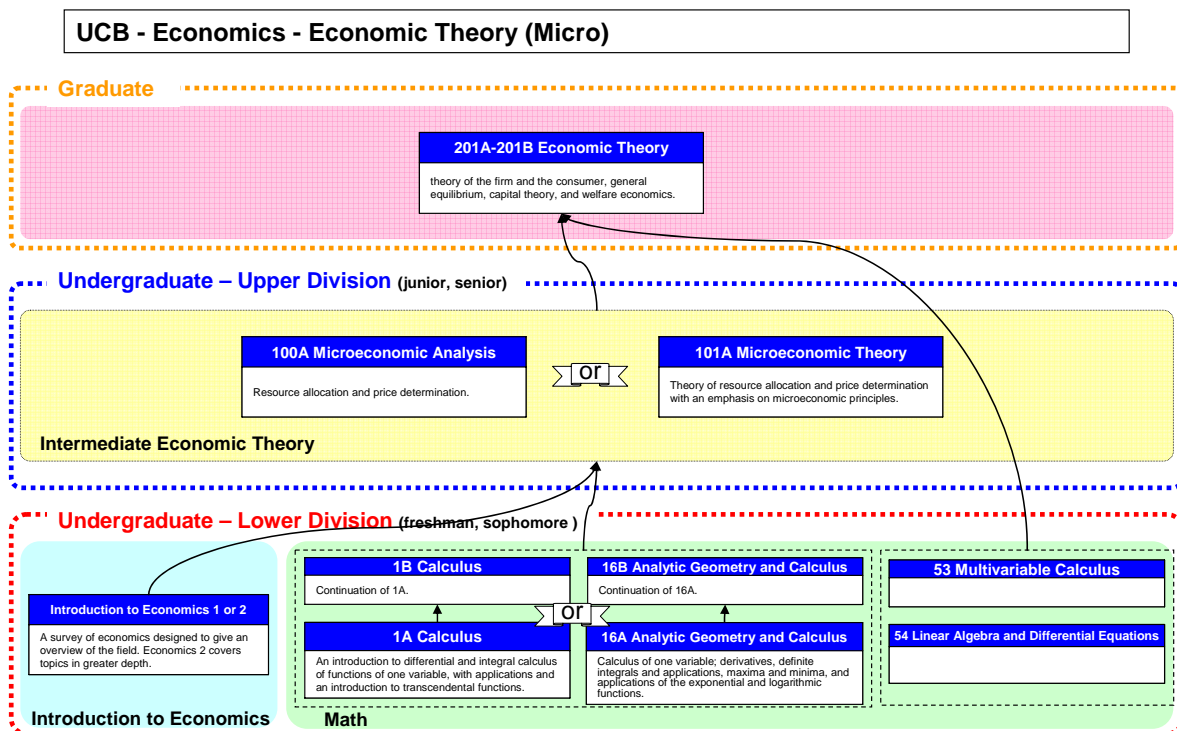 UCB - Economics - Economic Theory (Micro)
Graduate
201A-201B Economic Theory
theory of the firm and the consumer, general
equilibrium, capital theory, and welfare economics.
Undergraduate – Upper Division (junior, senior)
100A Microeconomic Analysis
Resource allocation and price determination.
or
101A Microeconomic Theory
Theory of resource allocation and price determination
with an emphasis on microeconomic principles.
Intermediate Economic Theory
Undergraduate – Lower Division (freshman, sophomore )
Introduction to Economics 1 or 2
A survey of economics designed to give an
overview of the field. Economics 2 covers
topics in greater depth.
Introduction to Economics
1B Calculus
Continuation of 1A.
16B Analytic Geometry and Calculus
Continuation of 16A.
or
1A Calculus
An introduction to differential and integral calculus
of functions of one variable, with applications and
an introduction to transcendental functions.
16A Analytic Geometry and Calculus
Calculus of one variable; derivatives, definite
integrals and applications, maxima and minima, and
applications of the exponential and logarithmic
functions.
53 Multivariable Calculus
54 Linear Algebra and Differential Equations
Math